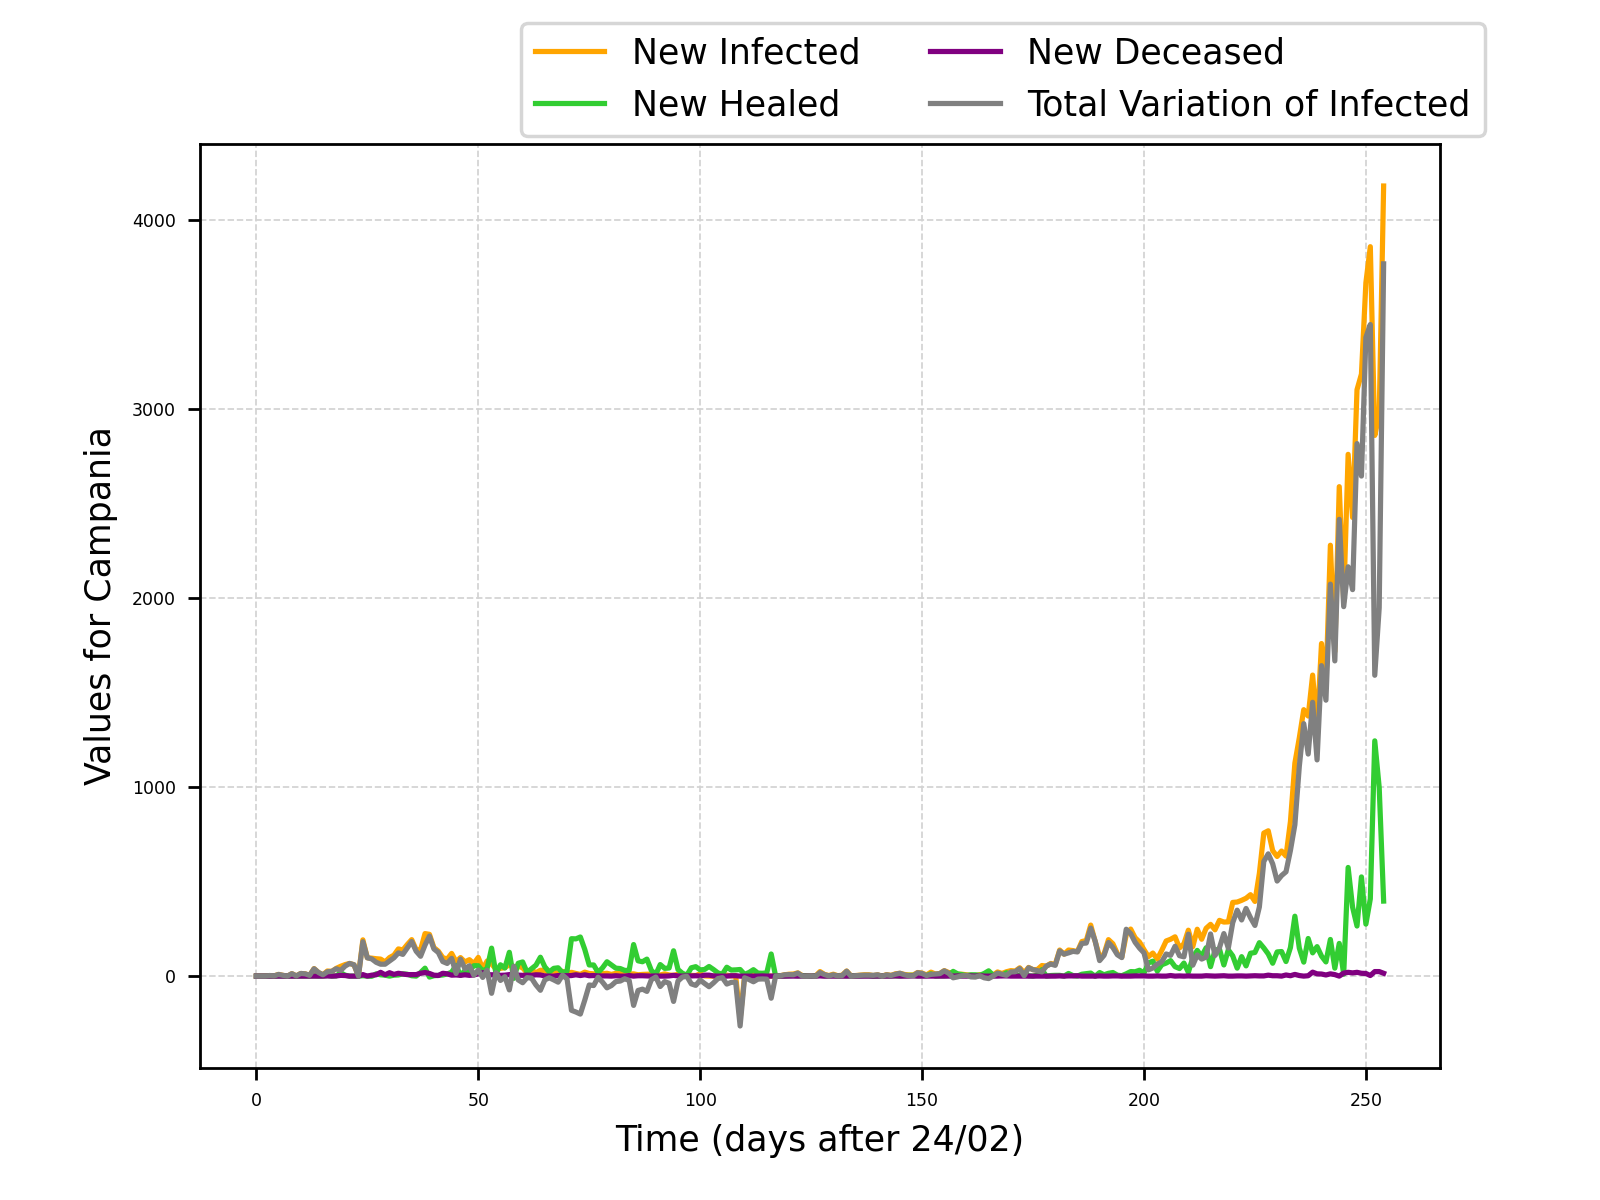 New Infected
New Healed
New Deceased
Total Variation of Infected
Values for Campania
4000
3000
2000
1000
0
0 50 100 150 200 250
Time (days after 24/02)